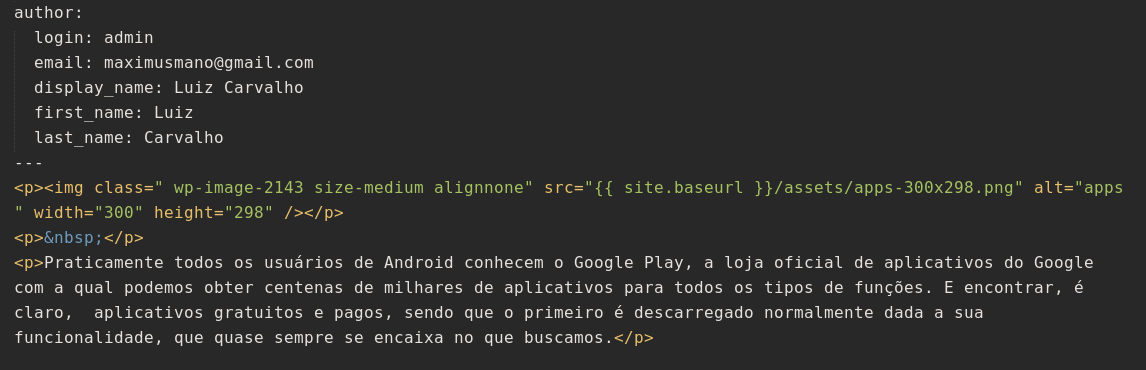 author:
  login: admin
  email: maximusmano@gmail.com
  display_name: Luiz Carvalho
  first_name: Luiz
  last_name: Carvalho
---
<p><img class=" wp-image-2143 size-medium alignnone" src="{{ site.baseurl }}/assets/apps-300x298.png" alt="apps
" width="300" height="298" /></p>
<p>&nbsp;</p>
<p>Praticamente todos os usuários de Android conhecem o Google Play, a loja oficial de aplicativos do Google
com a qual podemos obter centenas de milhares de aplicativos para todos os tipos de funções. E encontrar, é
claro,  aplicativos gratuitos e pagos, sendo que o primeiro é descarregado normalmente dada a sua
funcionalidade, que quase sempre se encaixa no que buscamos.</p>